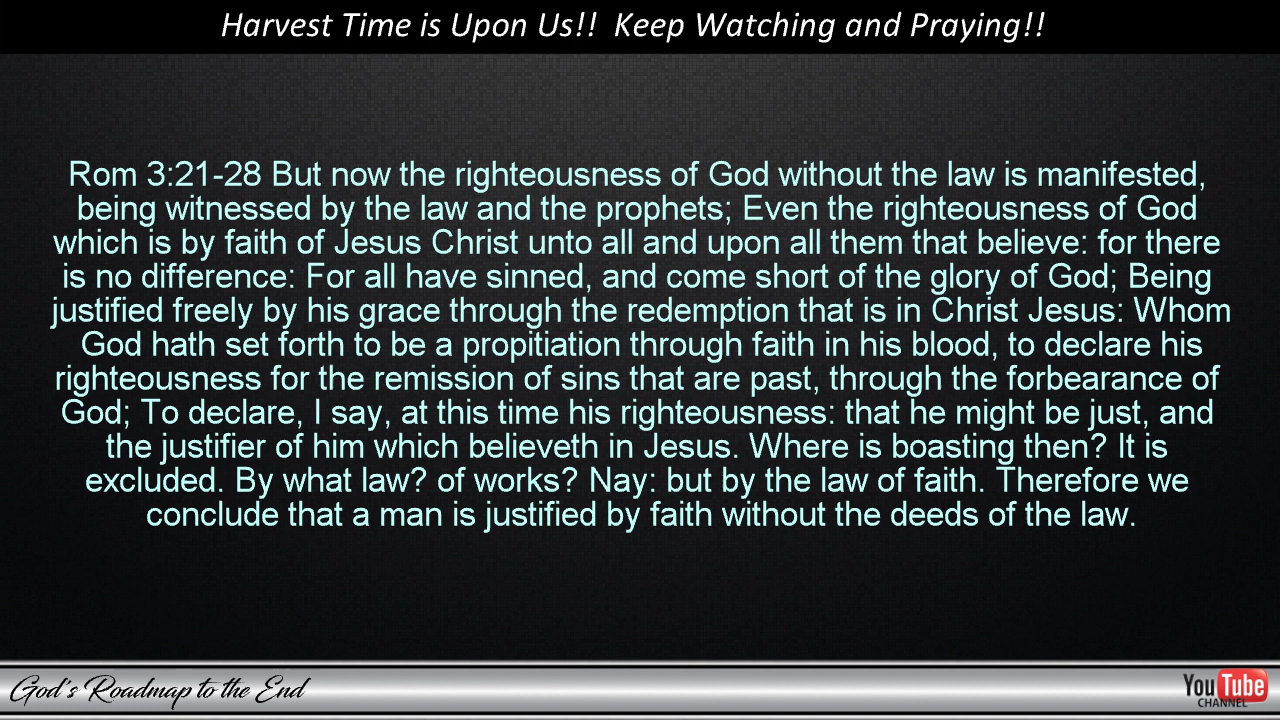 Harvest Time is Upon Us!!  Keep Watching and Praying!!
Rom 3:21-28 But now the righteousness of God without the law is manifested,
being witnessed by the law and the prophets; Even the righteousness of God
which is by faith of Jesus Christ unto all and upon all them that believe: for there
is no difference: For all have sinned, and come short of the glory of God; Being
justified freely by his grace through the redemption that is in Christ Jesus: Whom
God hath set forth to be a propitiation through faith in his blood, to declare his
righteousness for the remission of sins that are past, through the forbearance of
God; To declare, I say, at this time his righteousness: that he might be just, and
the justifier of him which believeth in Jesus. Where is boasting then? It is
excluded. By what law? of works? Nay: but by the law of faith. Therefore we
conclude that a man is justified by faith without the deeds of the law.
God's Roadmap to the End
YouTube
CHANNEL